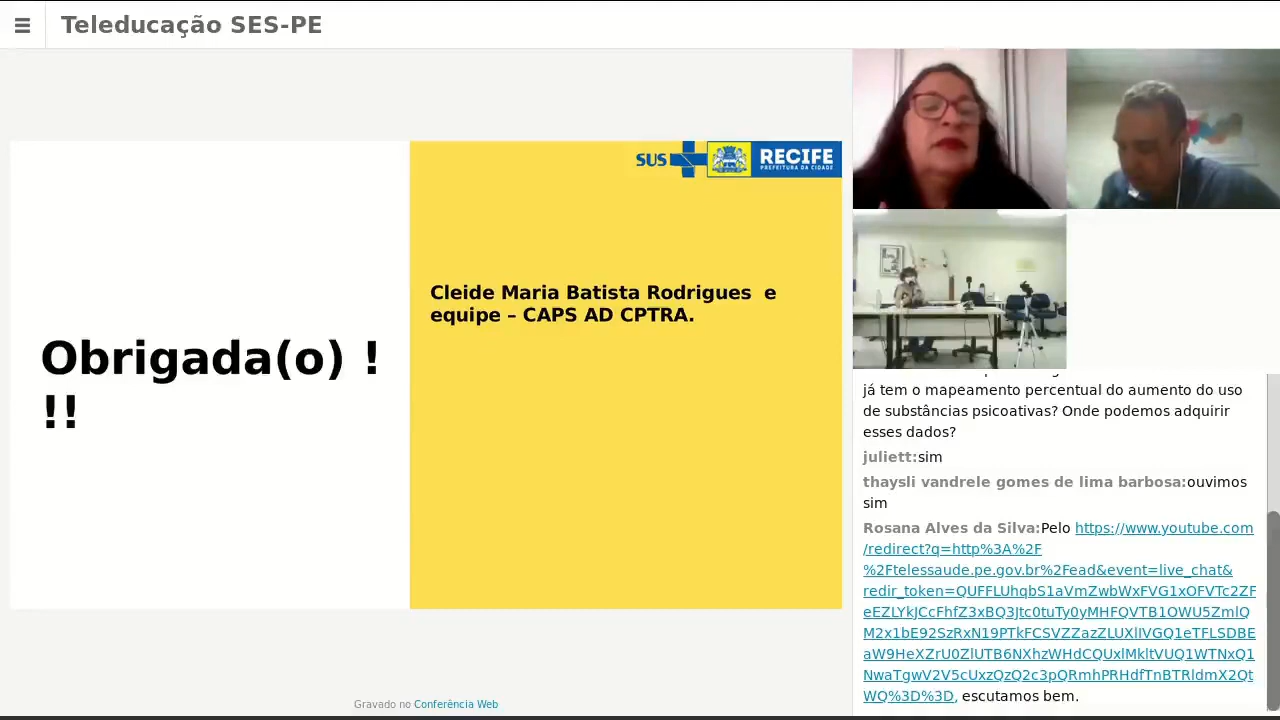 Teleducação SES-PE
SUS
RECIFE
PREFEITURA DA CIDADE
Obrigada(o) !
!!
Cleide Maria Batista Rodrigues e
equipe – CAPS AD CPTRA.
já tem o mapeamento percentual do aumento do uso
de substâncias psicoativas? Onde podemos adquirir
esses dados?
juliett:sim
thaysli vandrele gomes de lima barbosa:ouvimos
sim
Rosana Alves da Silva:Pelo https://www.youtube.com
/redirect?q=http%3A%2F
%2Ftelessaude.pe.gov.br%2Fead&event=live_chat&
redir_token=QUFFLUhqbS1aVmZwbWxFVG1xOFVTc2ZF
eEZLYkJCcFhfZ3xBQ3Jtc0tuTy0yMHFQVTB1OWU5ZmlQ
M2x1bE92SzRxN19PTkFCSVZZazZLUXlIVGQ1eTFLSDBE
aW9HeXZrU0ZlUTB6NXhzWHdCQUxlMkltVUQ1WTNxQ1
NwaTgwV2V5cUxzQzQ2c3pQRmhPRHdfTnBTRldmX2Qt
WQ%3D%3D, escutamos bem.
Gravado no Conferência Web